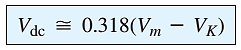 V_dc ≅ 0.318(V_m − V_K)